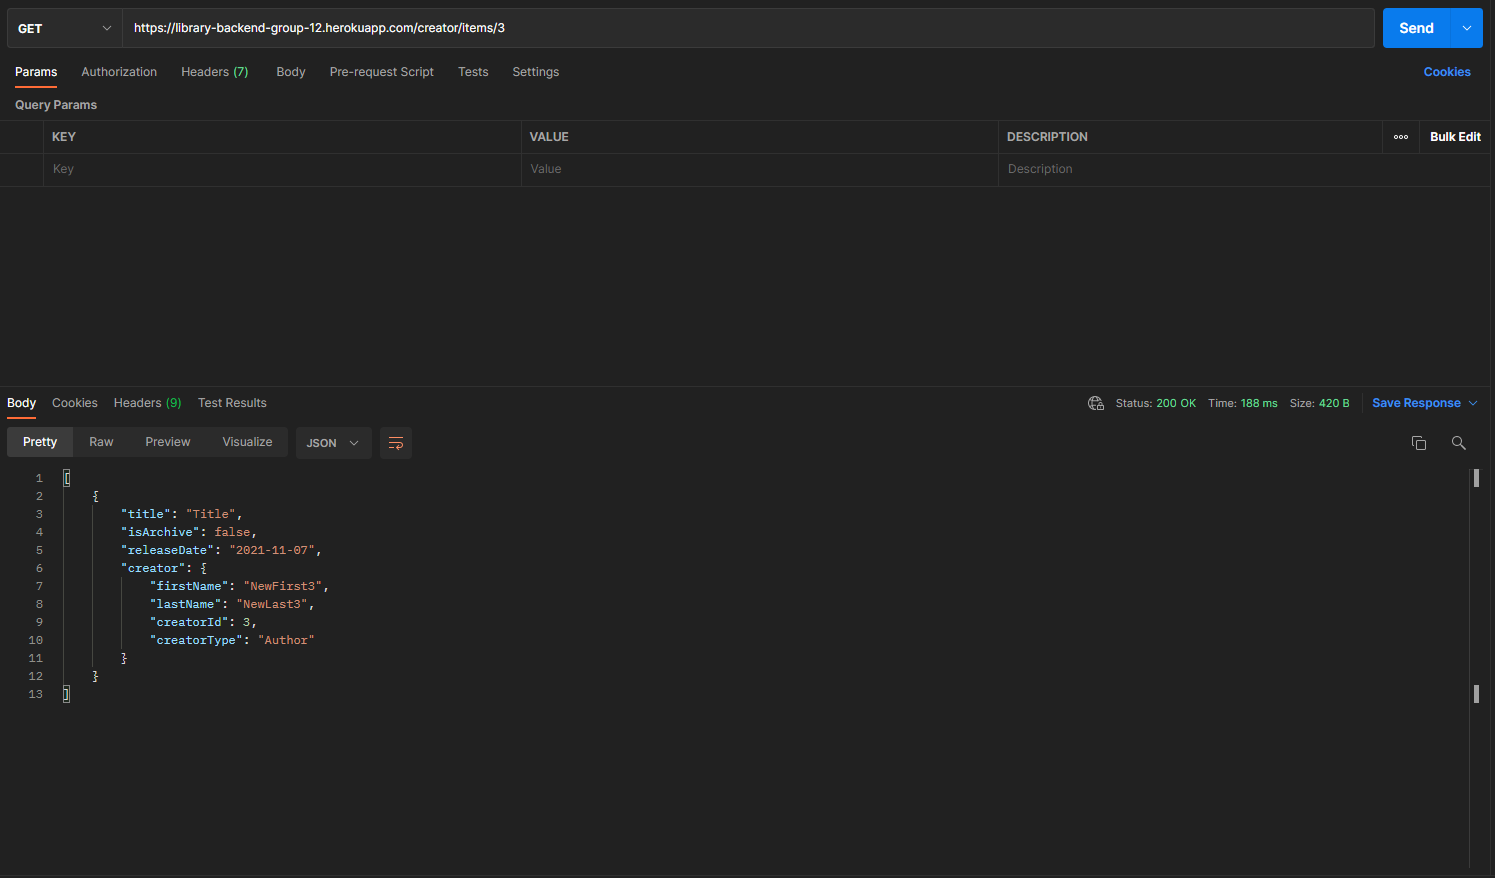 GET https://library-backend-group-12.herokuapp.com/creator/items/3 Send
Params Authorization Headers (7) Body Pre-request Script Tests Settings Cookies
Query Params
KEY VALUE DESCRIPTION ooo Bulk Edit
Key Value Description
Body Cookies Headers (9) Test Results Status: 200 OK Time: 188 ms Size: 420 B Save Response
Pretty Raw Preview Visualize JSON
1 [
2 {
3 "title": "Title",
4 "isArchive": false,
5 "releaseDate": "2021-11-07",
6 "creator": {
7 "firstName": "NewFirst3",
8 "lastName": "NewLast3",
9 "creatorId": 3,
10 "creatorType": "Author"
11 }
12 }
13 ]